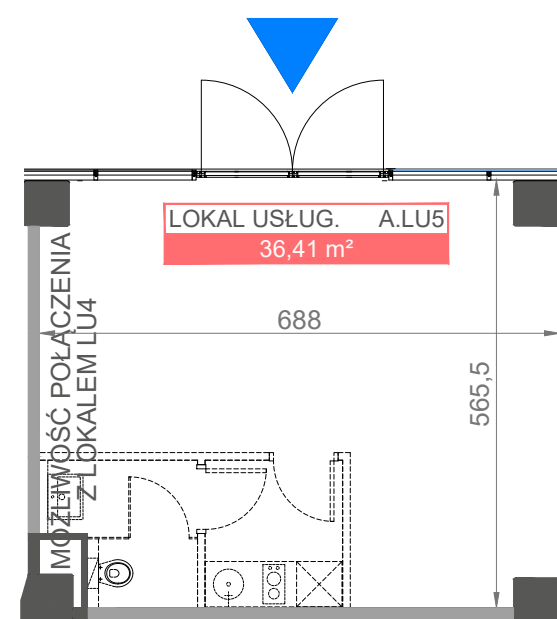 LOKAL USŁUG. A.LU5
36,41 m²
688
565,5
MOŻLIWOŚĆ POŁĄCZENIA
Z LOKALEM LU4